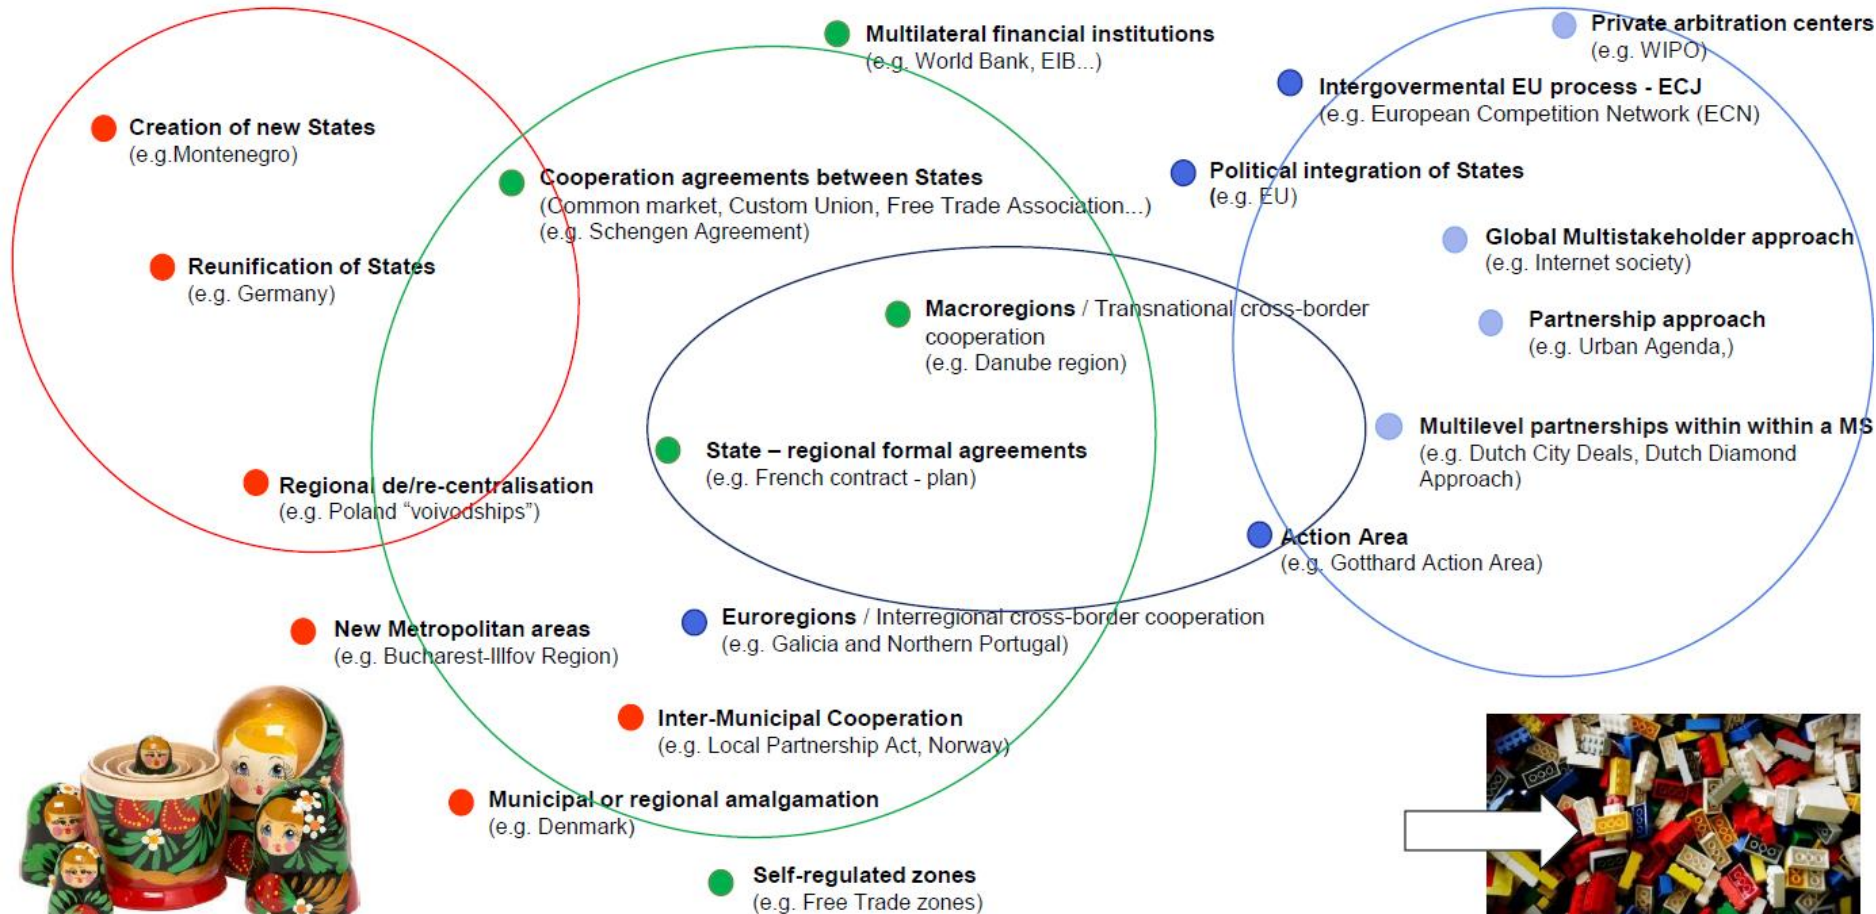 Multilateral financial institutions
(e.g. World Bank, EIB...)
Private arbitration centers
(e.g. WIPO)
Intergovermental EU process - ECJ
(e.g. European Competition Network (ECN)
Creation of new States
(e.g.Montenegro)
Cooperation agreements between States
(Common market, Custom Union, Free Trade Association...)
(e.g. Schengen Agreement)
Political integration of States
(e.g. EU)
Global Multistakeholder approach
(e.g. Internet society)
Reunification of States
(e.g. Germany)
Macroregions / Transnational cross-border
cooperation
(e.g. Danube region)
Partnership approach
(e.g. Urban Agenda,)
State – regional formal agreements
(e.g. French contract - plan)
Multilevel partnerships within within a MS
(e.g. Dutch City Deals, Dutch Diamond
Approach)
Regional de/re-centralisation
(e.g. Poland “voivodships”)
Action Area
(e.g. Gotthard Action Area)
New Metropolitan areas
(e.g. Bucharest-Illfov Region)
Euroregions / Interregional cross-border cooperation
(e.g. Galicia and Northern Portugal)
Inter-Municipal Cooperation
(e.g. Local Partnership Act, Norway)
Municipal or regional amalgamation
(e.g. Denmark)
Self-regulated zones
(e.g. Free Trade zones)